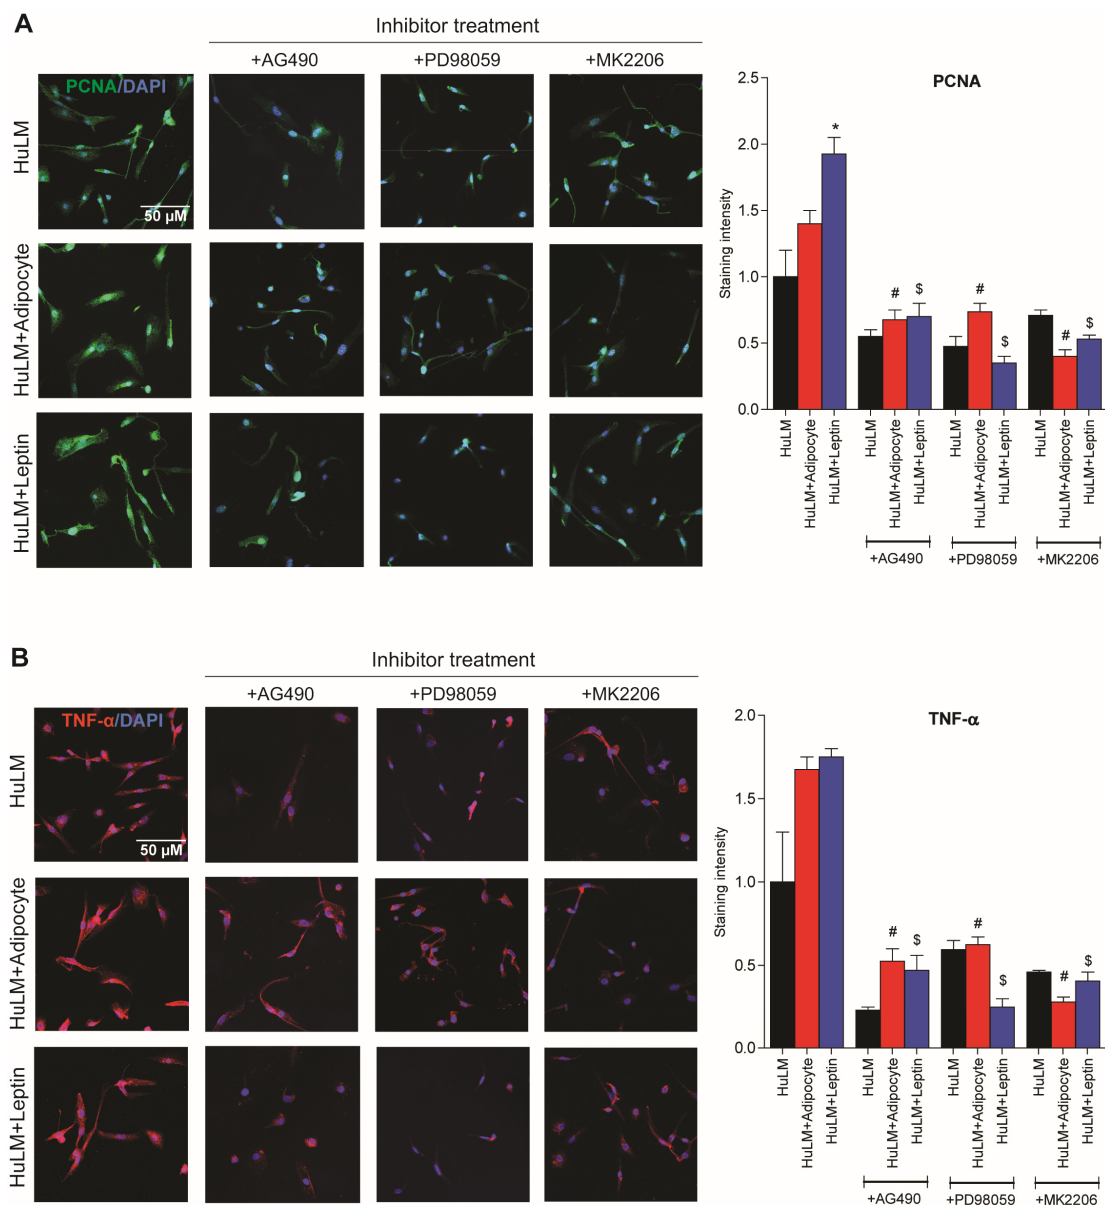 A
Inhibitor treatment
+AG490
+PD98059
+MK2206
PCNA/DAPI
50 µM
HuLM
HuLM+Adipocyte
HuLM+Leptin
PCNA
Staining intensity
2.5
2.0
1.5
1.0
0.5
0.0
*
# $
# $
# $
HuLM
HuLM+Adipocyte
HuLM+Leptin
HuLM
HuLM+Adipocyte
HuLM+Leptin
HuLM
HuLM+Adipocyte
HuLM+Leptin
HuLM
HuLM+Adipocyte
HuLM+Leptin
+AG490
+PD98059
+MK2206
B
Inhibitor treatment
+AG490
+PD98059
+MK2206
TNF-α/DAPI
50 µM
HuLM
HuLM+Adipocyte
HuLM+Leptin
TNF-α
Staining intensity
2.0
1.5
1.0
0.5
0.0
# $
# $
# $
HuLM
HuLM+Adipocyte
HuLM+Leptin
HuLM
HuLM+Adipocyte
HuLM+Leptin
HuLM
HuLM+Adipocyte
HuLM+Leptin
HuLM
HuLM+Adipocyte
HuLM+Leptin
+AG490
+PD98059
+MK2206